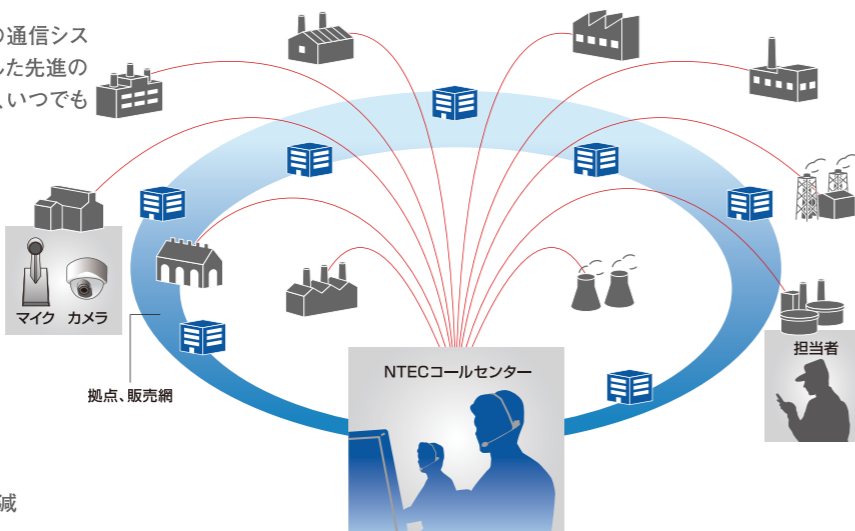 の通信シス
した先進の
、いつでも
マイク カメラ
拠点、販売網
NTECコールセンター
担当者
減